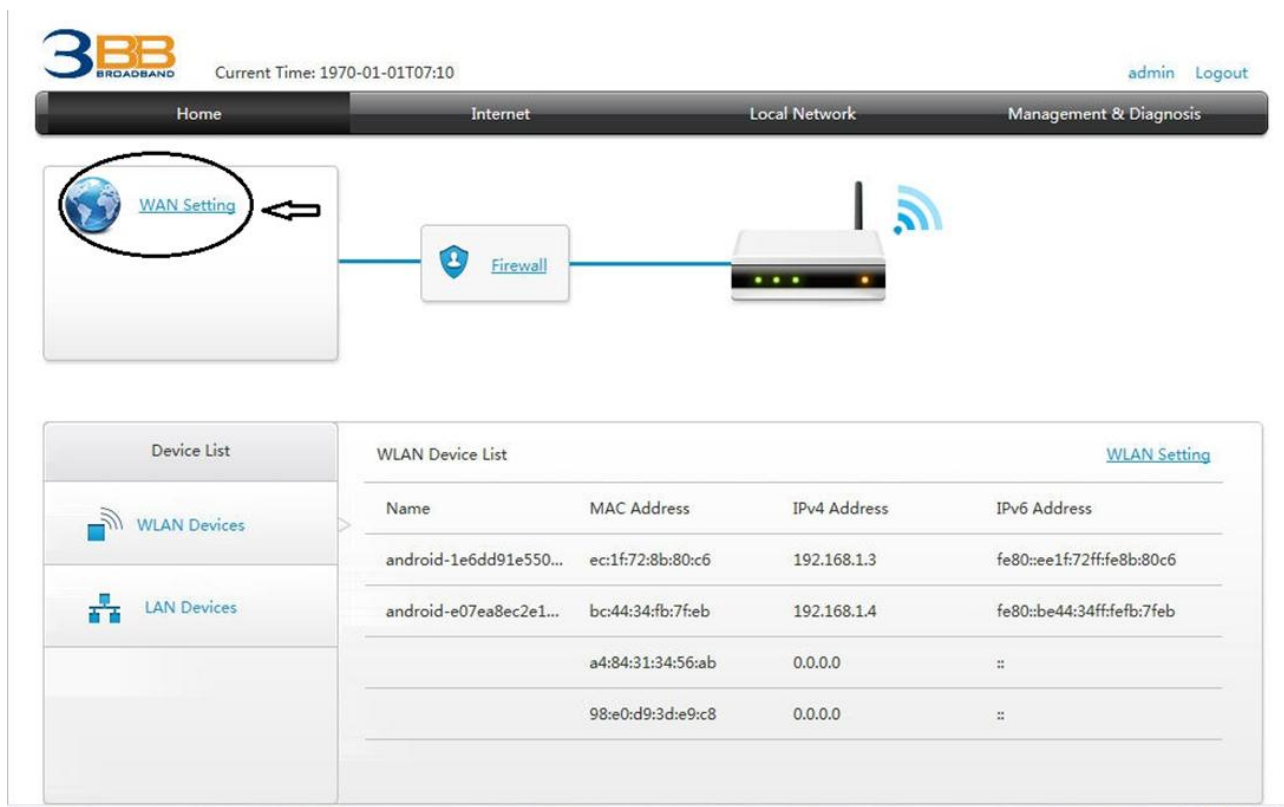 3BB
BROADBAND
Current Time: 1970-01-01T07:10
admin Logout
Home Internet Local Network Management & Diagnosis
WAN Setting
Firewall
Device List
WLAN Devices
LAN Devices
WLAN Device List WLAN Setting
Name MAC Address IPv4 Address IPv6 Address
android-1e6dd91e550... ec:1f:72:8b:80:c6 192.168.1.3 fe80::ee1f:72ff:fe8b:80c6
android-e07ea8ec2e1... bc:44:34:fb:7f:eb 192.168.1.4 fe80::be44:34ff:fefb:7feb
a4:84:31:34:56:ab 0.0.0.0 ::
98:e0:d9:3d:e9:c8 0.0.0.0 ::